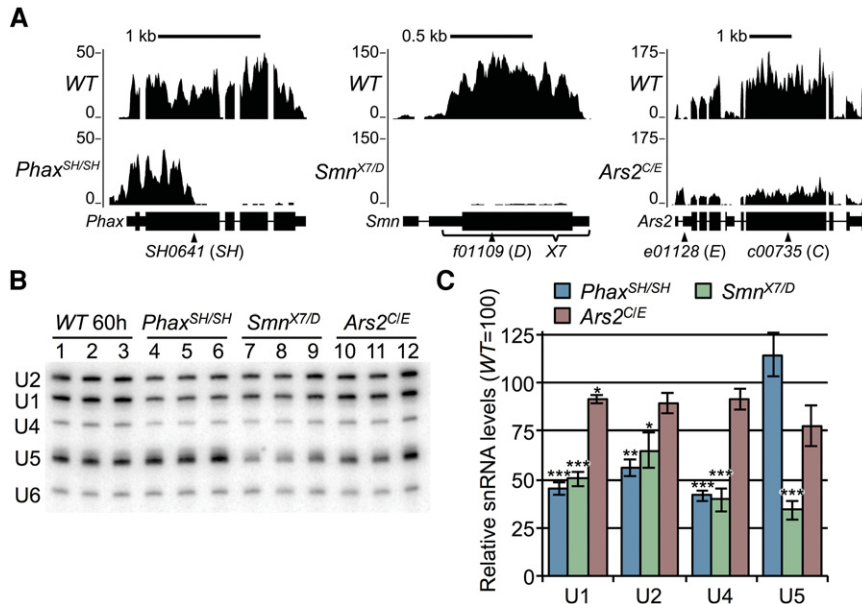 A
1 kb
0.5 kb
1 kb
50
0
WT
150
0
WT
175
0
WT
50
0
Phax^SH/SH
150
0
Smn^X7/D
175
0
Ars2^C/E
Phax
SH0641 (SH)
Smn
f01109 (D)
X7
Ars2
e01128 (E)
c00735 (C)
B
WT 60h
Phax^SH/SH
Smn^X7/D
Ars2^C/E
1 2 3 4 5 6 7 8 9 10 11 12
U2
U1
U4
U5
U6
C
Phax^SH/SH
Smn^X7/D
Ars2^C/E
Relative snRNA levels (WT=100)
125
100
75
50
25
0
*** *** *
** *
*** ***
***
U1 U2 U4 U5